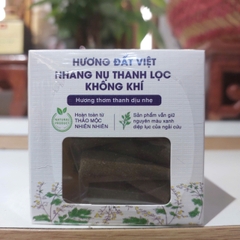 HƯƠNG ĐẤT VIỆT
NHANG NỤ THANH LỌC
KHÔNG KHÍ
Hương thơm thanh dịu nhẹ
Hoàn toàn từ
THẢO MỘC
NHIÊN NHIÊN
Sản phẩm vẫn giữ
nguyên màu xanh
diệp lục của ngải cứu